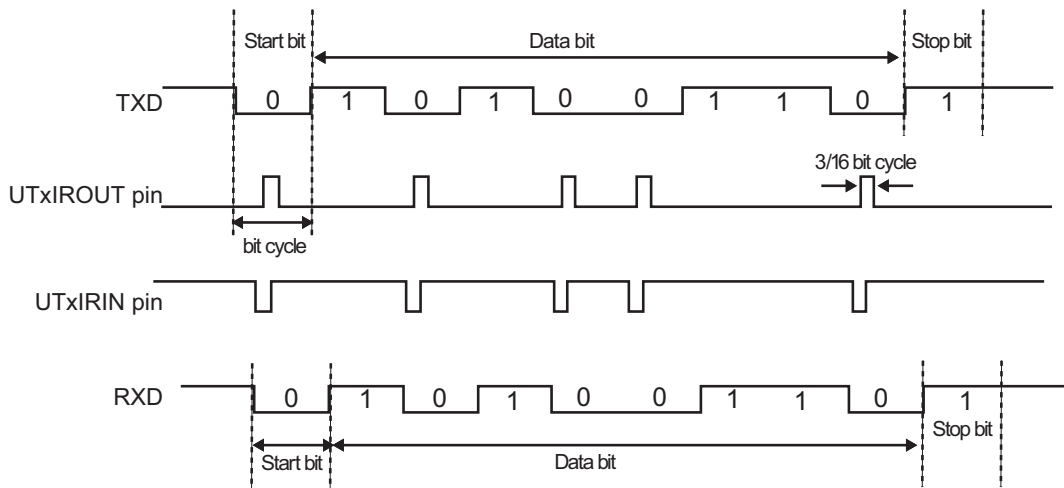 Start bit
Data bit
Stop bit
TXD
0 1 0 1 0 0 1 1 0 1
3/16 bit cycle
UTxIROUT pin
bit cycle
UTxIRIN pin
RXD
0 1 0 1 0 0 1 1 0 1
Start bit
Data bit
Stop bit